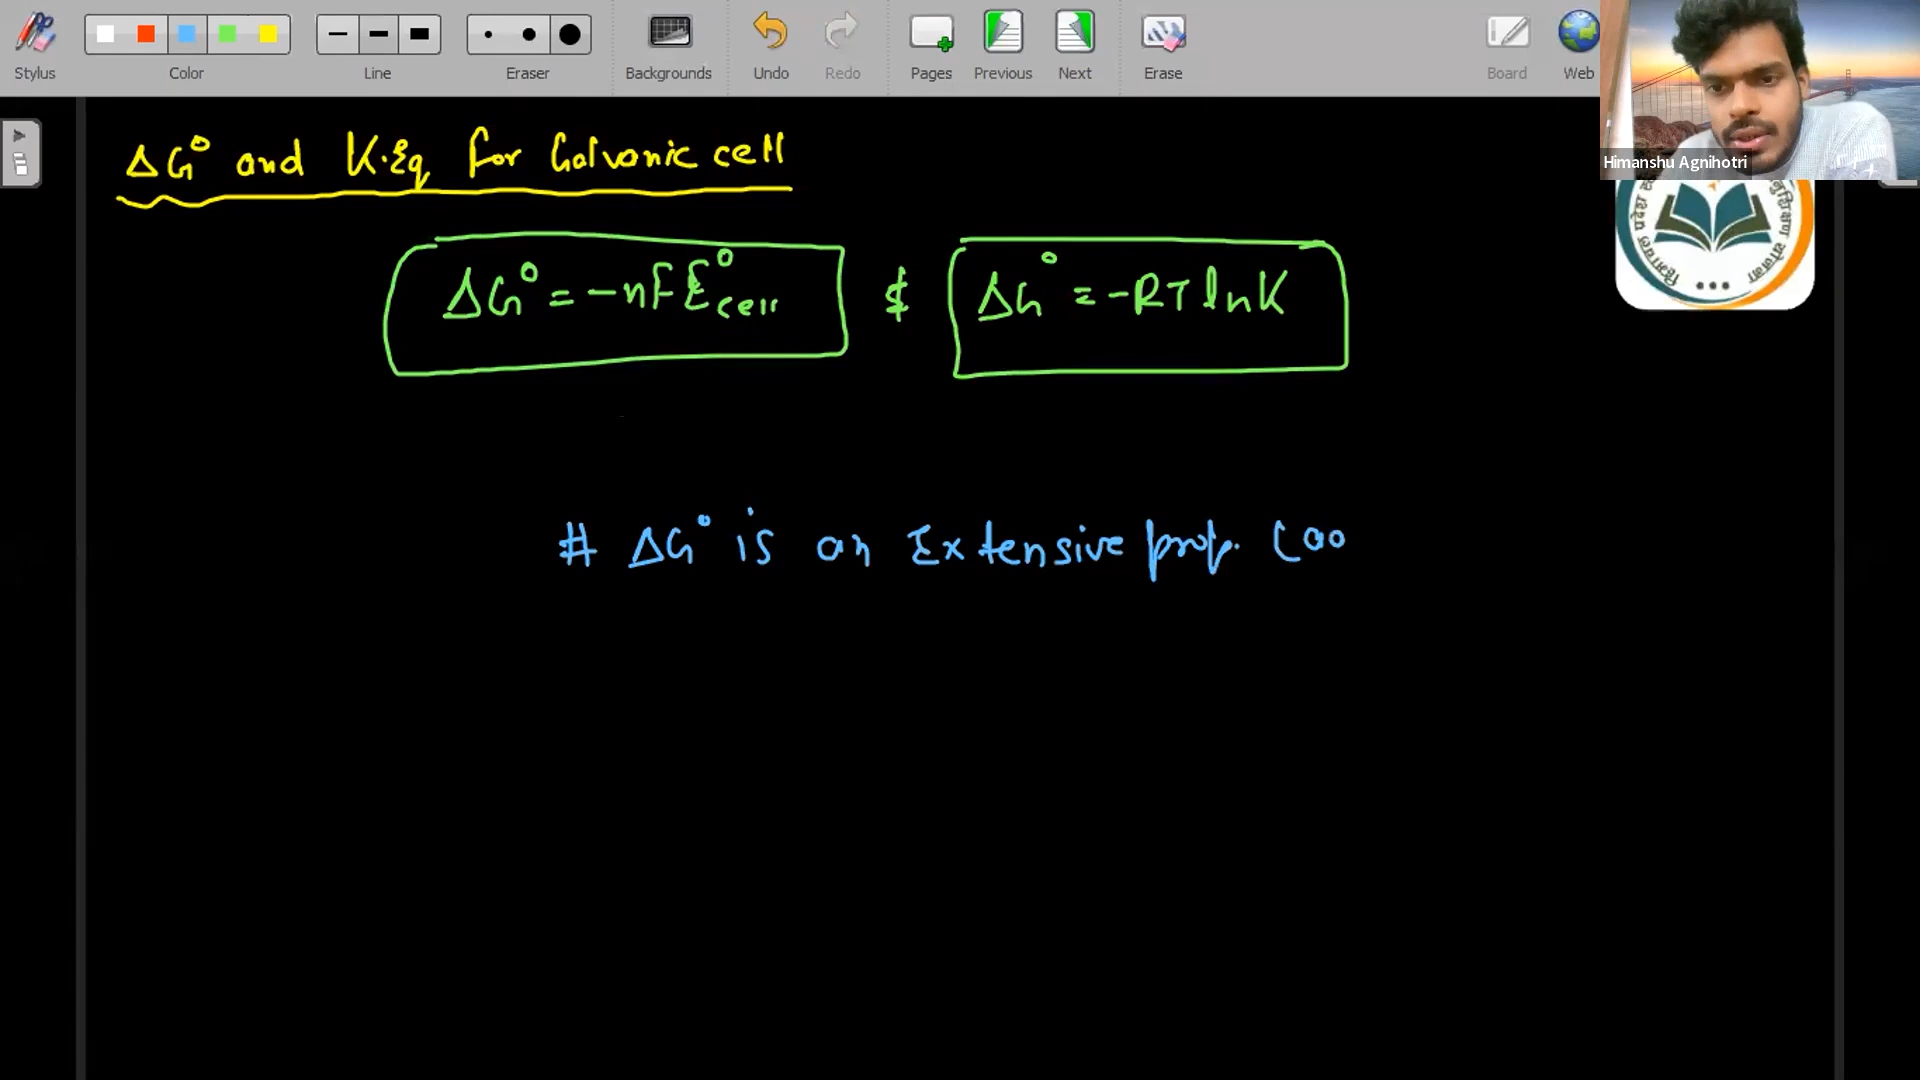 Stylus
Color
Line
Eraser
Backgrounds
Undo
Redo
Pages
Previous
Next
Erase
Board
Web
Himanshu Agnihotri
ΔG° and K.Eq for Galvanic cell
ΔG° = -nFE°cell & ΔG° = -RT lnK
# ΔG° is an Extensive prop.